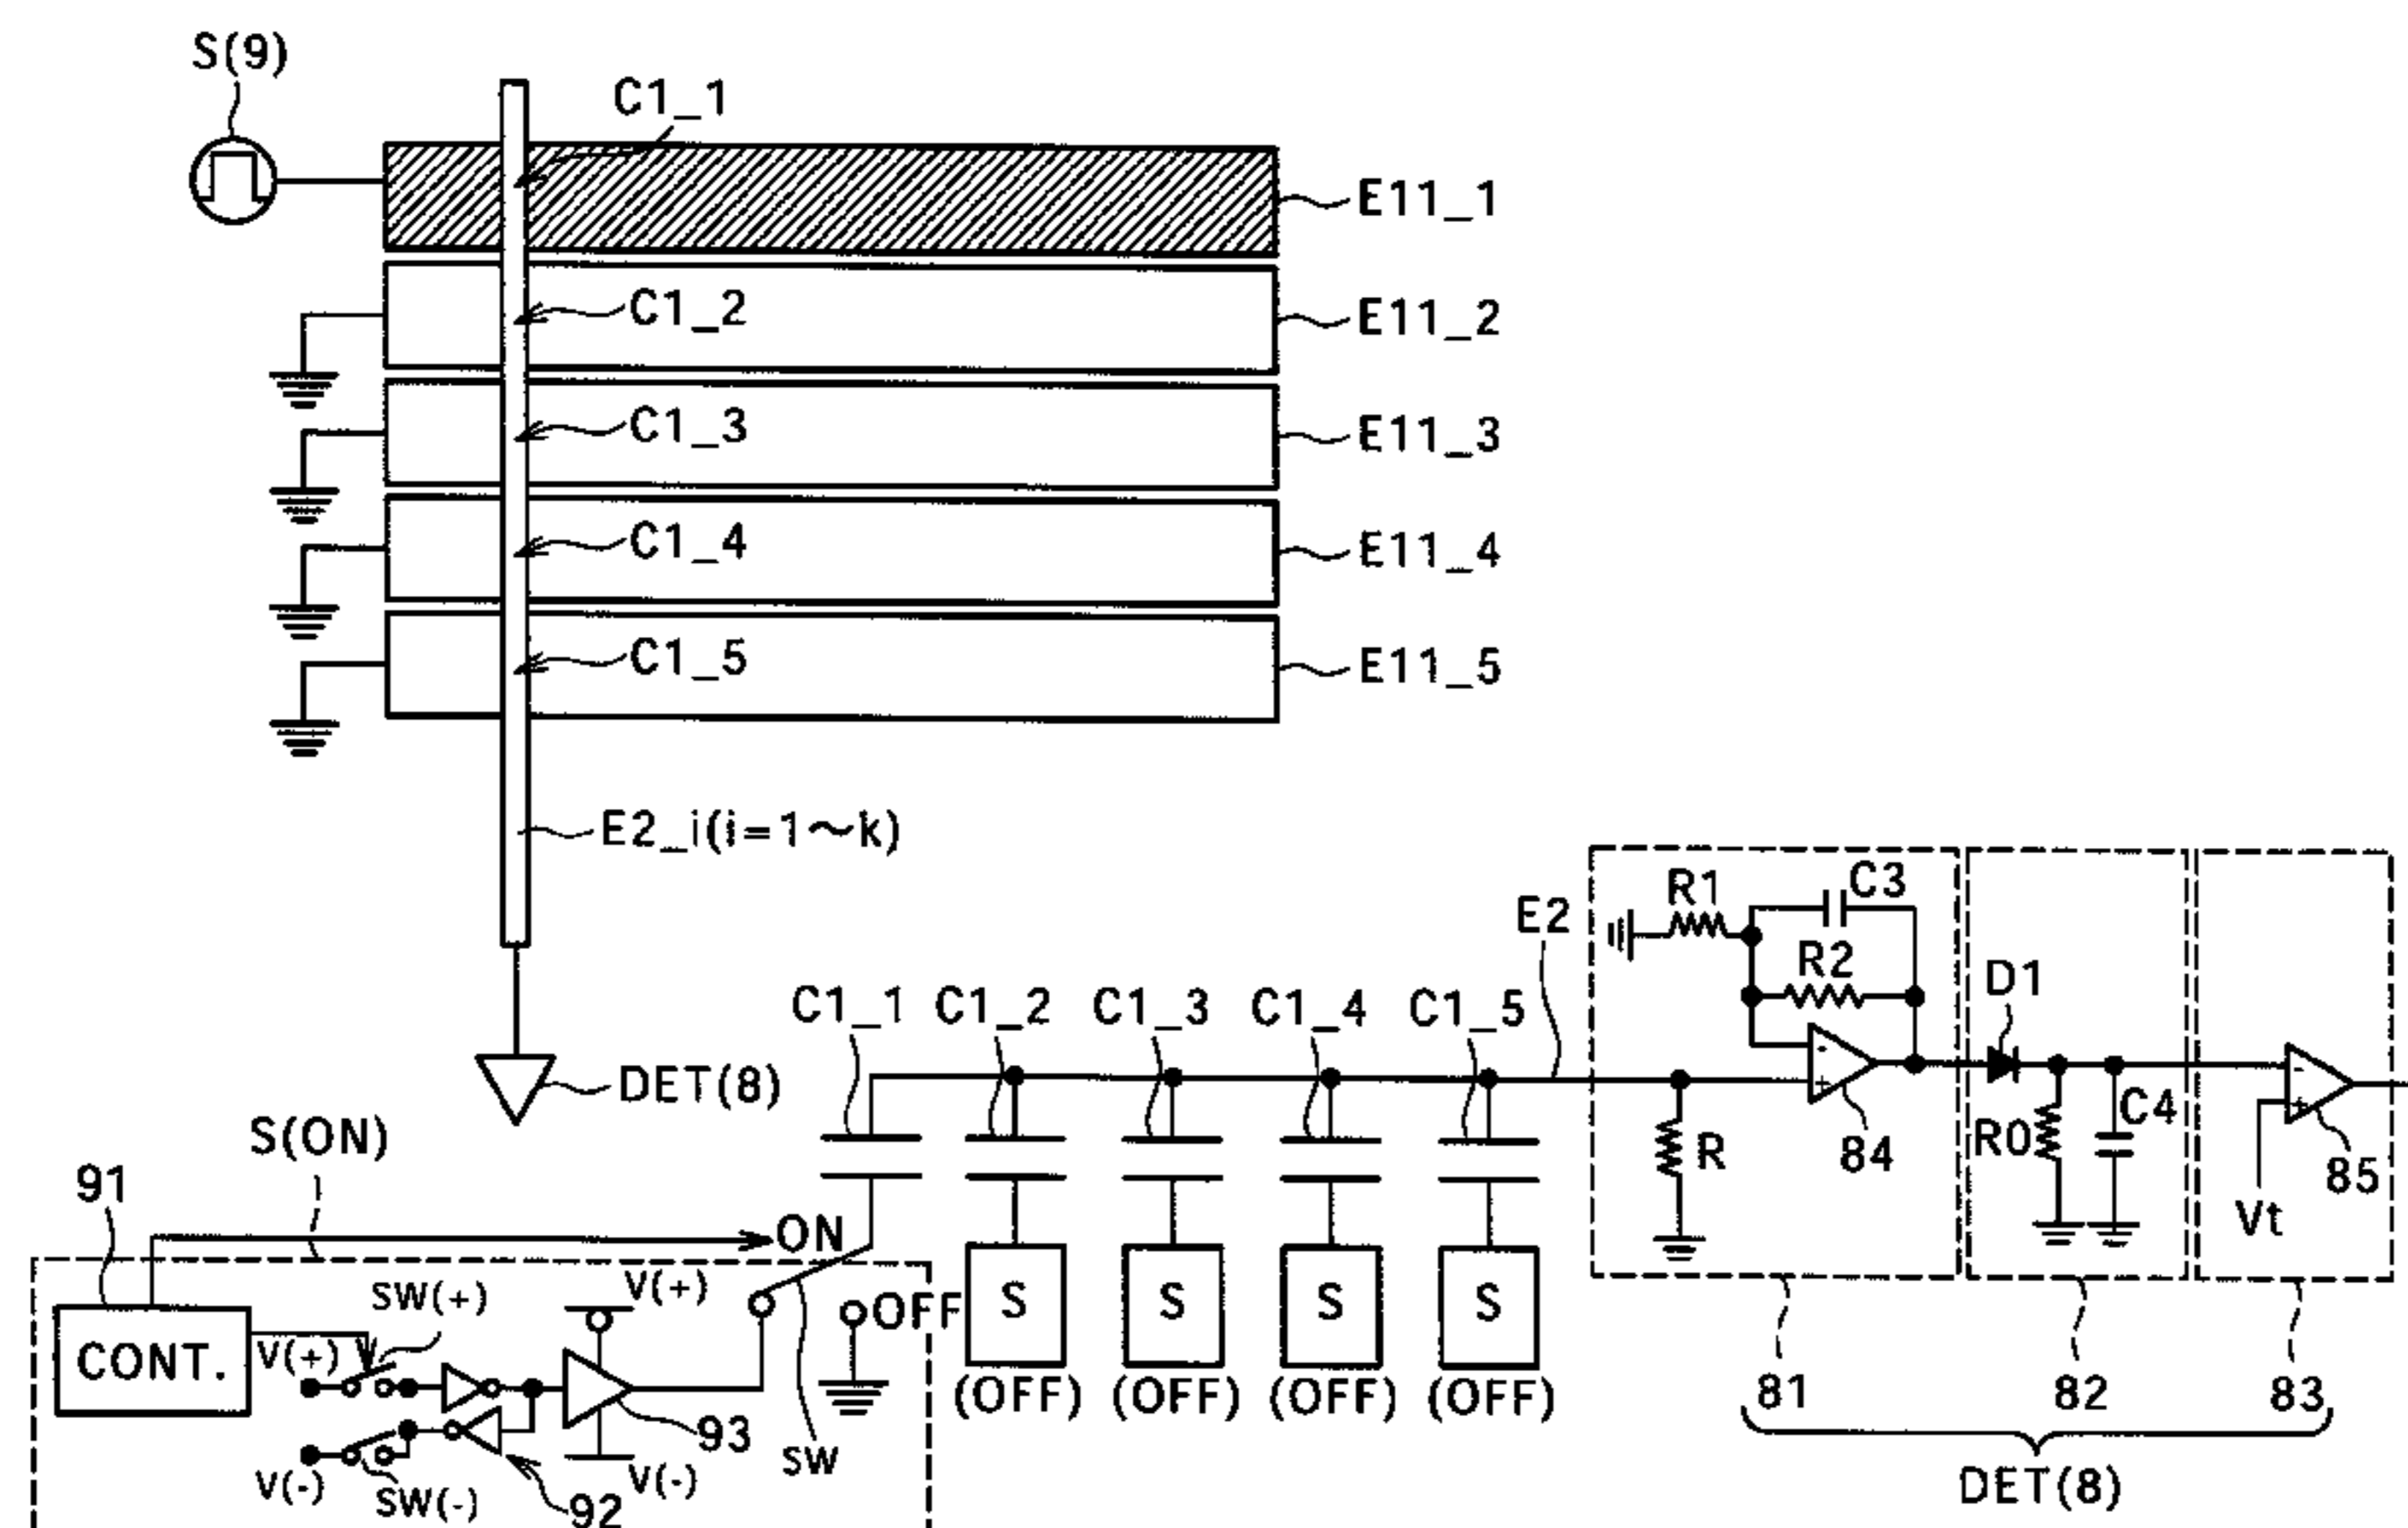 S(9)
C1_1
E11_1
C1_2
E11_2
C1_3
E11_3
C1_4
E11_4
C1_5
E11_5
E2_i(i=1～k)
DET(8)
R1
C3
E2
R2
D1
C1_1
C1_2
C1_3
C1_4
C1_5
-
+
84
R
R0
C4
-
+
85
Vt
S(ON)
91
ON
SW(+)
V(+)
OFF
S
S
S
S
CONT.
V(+)
(OFF)
(OFF)
(OFF)
(OFF)
93
SW
V(-)
SW(-)
92
V(-)
81
82
83
DET(8)